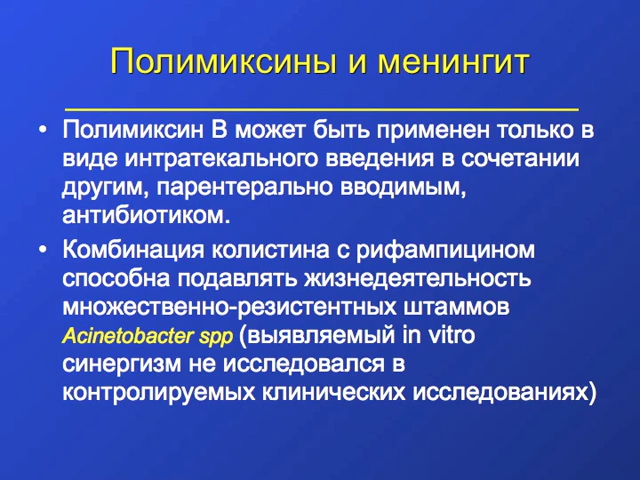 Полимиксины и менингит
• Полимиксин В может быть применен только в
виде интратекального введения в сочетании
другим, парентерально вводимым,
антибиотиком.
• Комбинация колистина с рифампицином
способна подавлять жизнедеятельность
множественно-резистентных штаммов
Acinetobacter spp (выявляемый in vitro
синергизм не исследовался в
контролируемых клинических исследованиях)